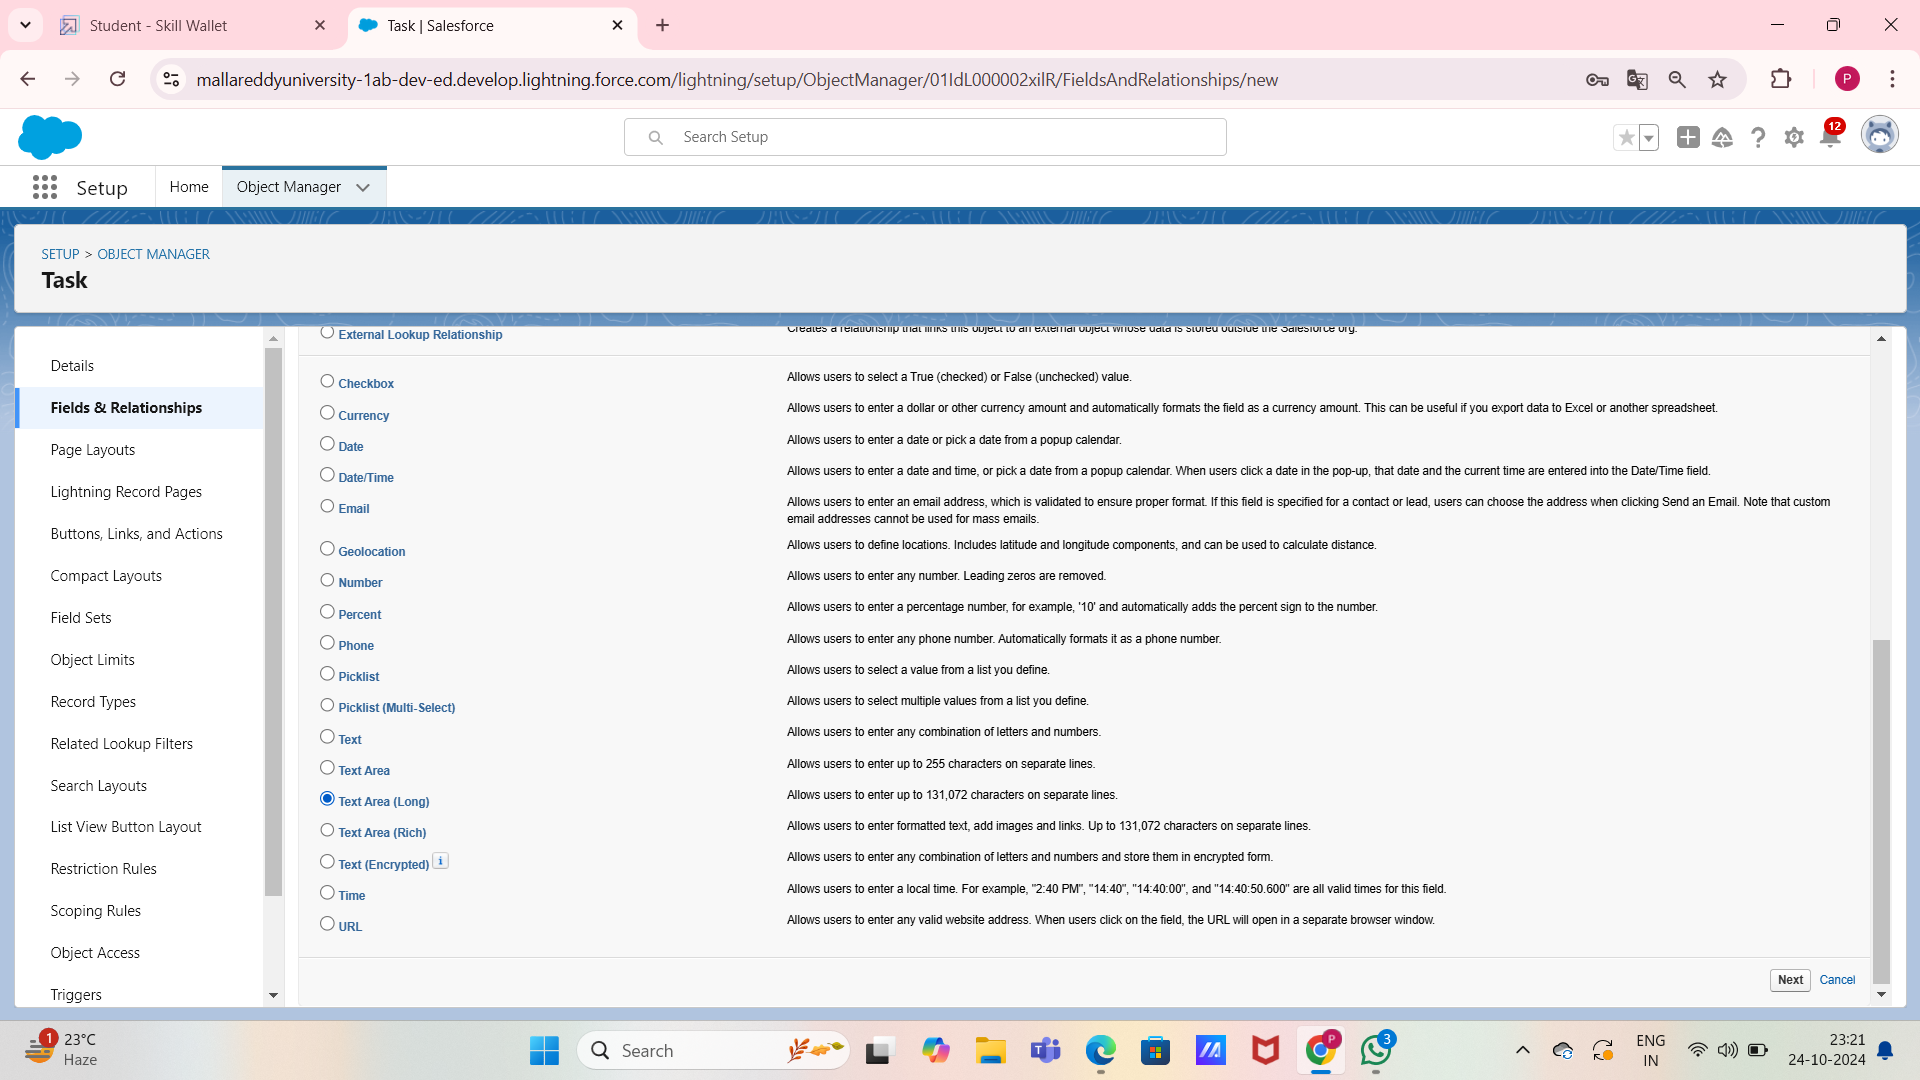 Student - Skill Wallet
Task | Salesforce
mallareddyuniversity-1ab-dev-ed.develop.lightning.force.com/lightning/setup/ObjectManager/01IdL000002xilR/FieldsAndRelationships/new
P
Search Setup
12
Setup
Home
Object Manager
SETUP > OBJECT MANAGER
Task
Details
Fields & Relationships
Page Layouts
Lightning Record Pages
Buttons, Links, and Actions
Compact Layouts
Field Sets
Object Limits
Record Types
Related Lookup Filters
Search Layouts
List View Button Layout
Restriction Rules
Scoping Rules
Object Access
Triggers
External Lookup Relationship
Creates a relationship that links this object to an external object whose data is stored outside the Salesforce org.
Checkbox
Allows users to select a True (checked) or False (unchecked) value.
Currency
Allows users to enter a dollar or other currency amount and automatically formats the field as a currency amount. This can be useful if you export data to Excel or another spreadsheet.
Date
Allows users to enter a date or pick a date from a popup calendar.
Date/Time
Allows users to enter a date and time, or pick a date from a popup calendar. When users click a date in the pop-up, that date and the current time are entered into the Date/Time field.
Email
Allows users to enter an email address, which is validated to ensure proper format. If this field is specified for a contact or lead, users can choose the address when clicking Send an Email. Note that custom
email addresses cannot be used for mass emails.
Geolocation
Allows users to define locations. Includes latitude and longitude components, and can be used to calculate distance.
Number
Allows users to enter any number. Leading zeros are removed.
Percent
Allows users to enter a percentage number, for example, '10' and automatically adds the percent sign to the number.
Phone
Allows users to enter any phone number. Automatically formats it as a phone number.
Picklist
Allows users to select a value from a list you define.
Picklist (Multi-Select)
Allows users to select multiple values from a list you define.
Text
Allows users to enter any combination of letters and numbers.
Text Area
Allows users to enter up to 255 characters on separate lines.
Text Area (Long)
Allows users to enter up to 131,072 characters on separate lines.
Text Area (Rich)
Allows users to enter formatted text, add images and links. Up to 131,072 characters on separate lines.
Text (Encrypted) i
Allows users to enter any combination of letters and numbers and store them in encrypted form.
Time
Allows users to enter a local time. For example, "2:40 PM", "14:40", "14:40:00", and "14:40:50.600" are all valid times for this field.
URL
Allows users to enter any valid website address. When users click on the field, the URL will open in a separate browser window.
Next
Cancel
1
23°C
Haze
Search
P
3
ENG
IN
23:21
24-10-2024